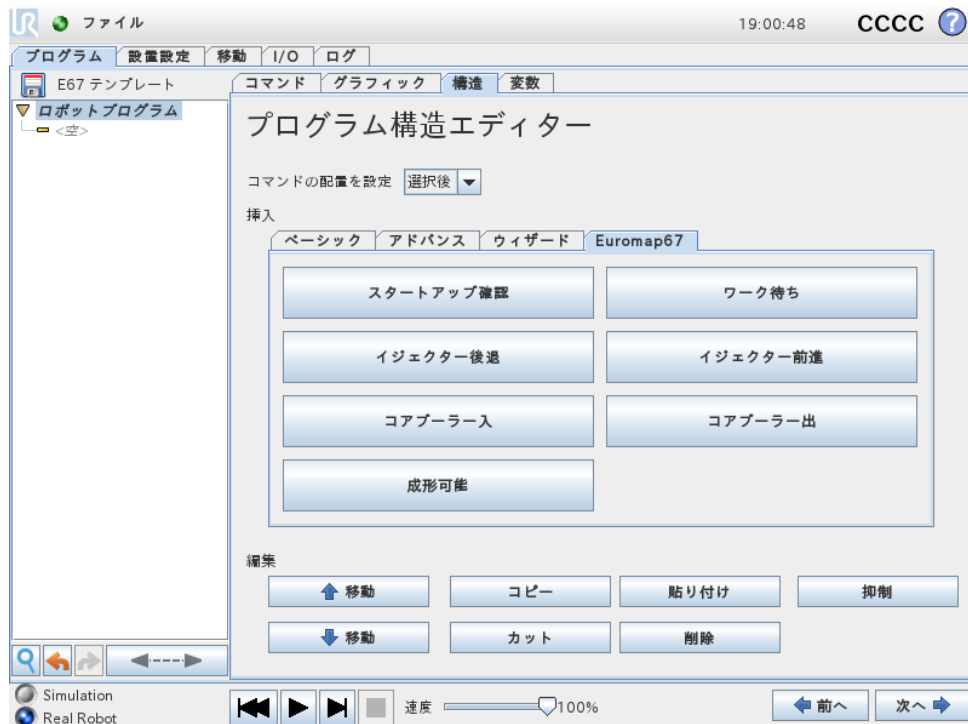 UR ファイル 19:00:48 CCCC ?
プログラム 設置設定 移動 I/O ログ
E67 テンプレート
コマンド グラフィック 構造 変数
ロボットプログラム
<空>
プログラム構造エディター
コマンドの配置を設定 選択後
挿入
ベーシック アドバンス ウィザード Euromap67
スタートアップ確認 ワーク待ち
イジェクター後退 イジェクター前進
コアプーラー入 コアプーラー出
成形可能
編集
移動 コピー 貼り付け 抑制
移動 カット 削除
Simulation
Real Robot
速度 100%
前へ 次へ